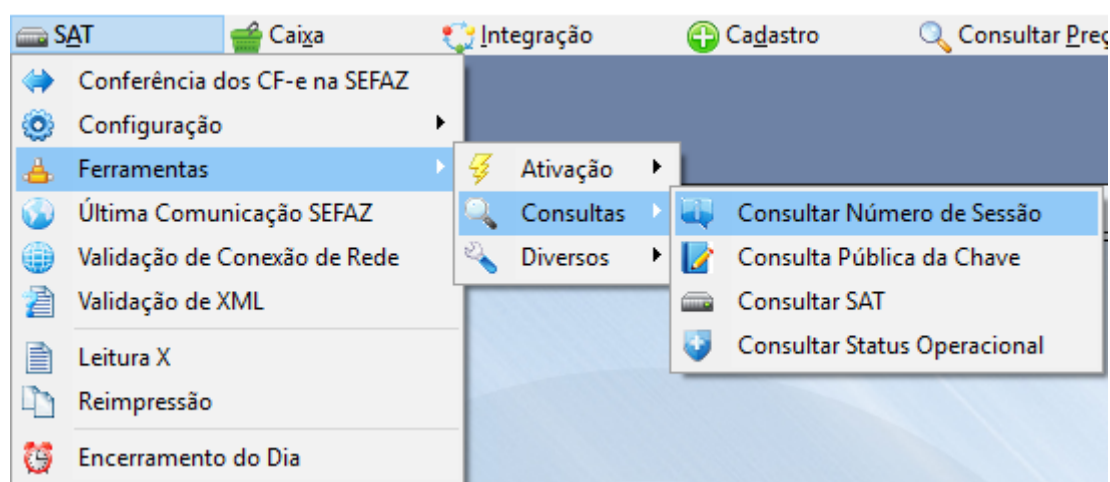 SAT Caixa Integração Cadastro Consultar Preç
Conferência dos CF-e na SEFAZ
Configuração
Ferramentas
Última Comunicação SEFAZ
Validação de Conexão de Rede
Validação de XML
Leitura X
Reimpressão
Encerramento do Dia
Ativação
Consultas
Diversos
Consultar Número de Sessão
Consulta Pública da Chave
Consultar SAT
Consultar Status Operacional